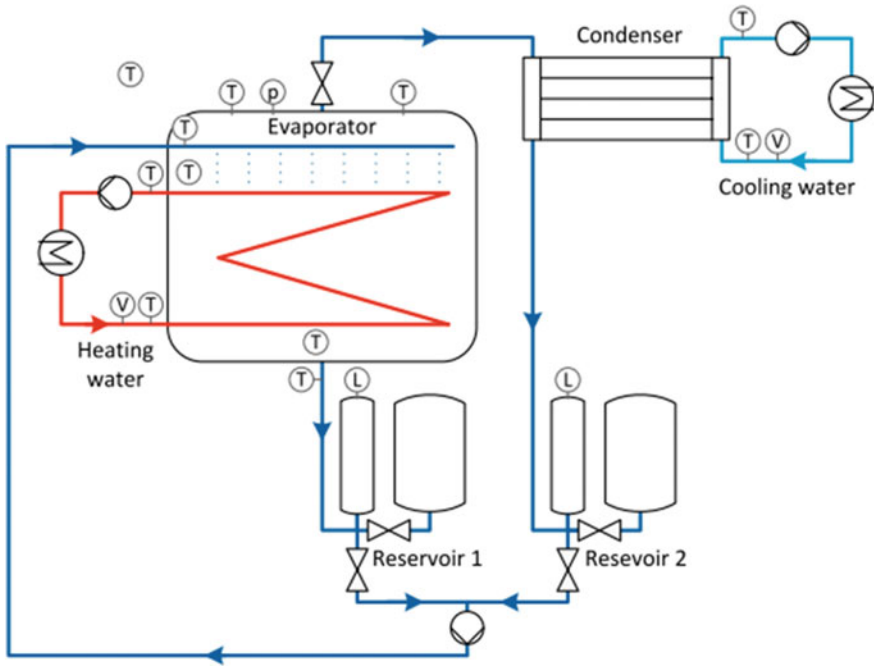 Condenser
T
T
T
p
T
Evaporator
T
T
T
T
V
Cooling water
V
T
Heating
water
T
T
L
L
Reservoir 1
Resevoir 2